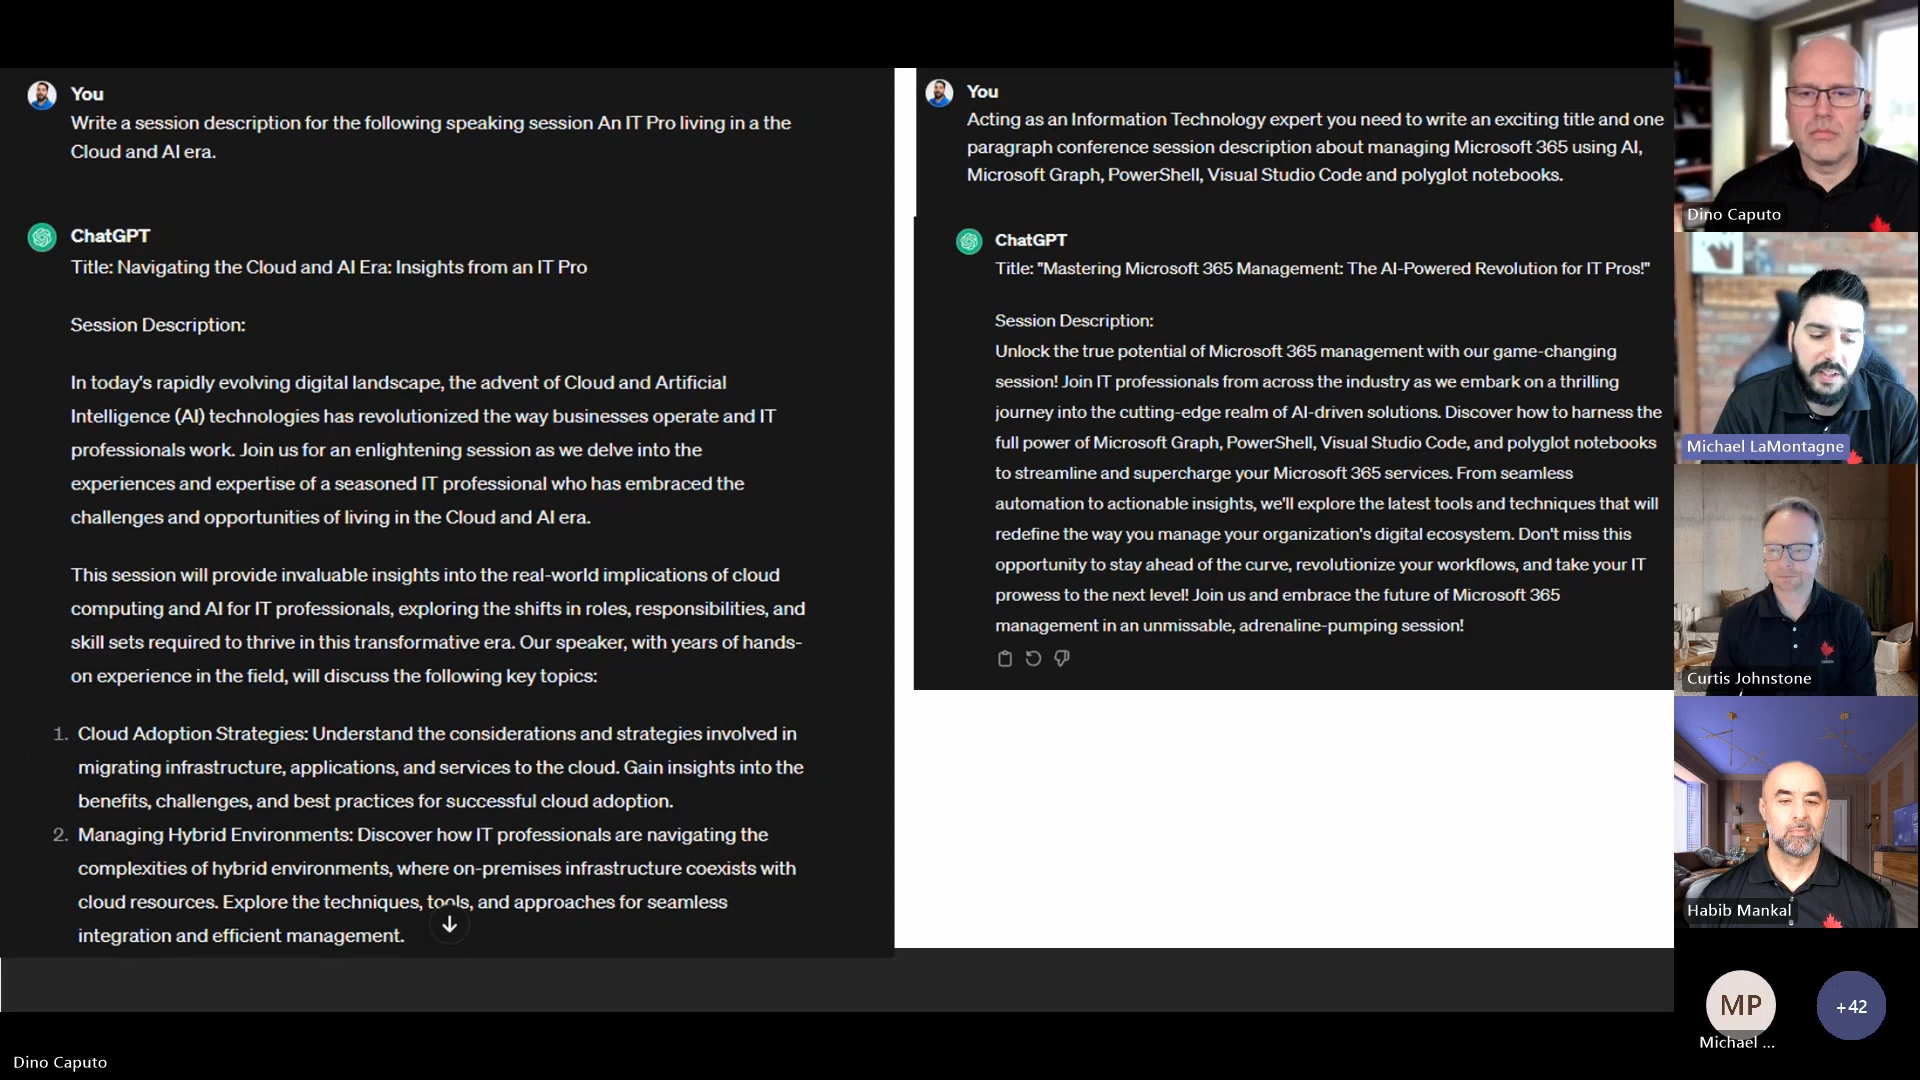 You
Write a session description for the following speaking session An IT Pro living in a the
Cloud and AI era.
ChatGPT
Title: Navigating the Cloud and AI Era: Insights from an IT Pro
Session Description:
In today's rapidly evolving digital landscape, the advent of Cloud and Artificial
Intelligence (AI) technologies has revolutionized the way businesses operate and IT
professionals work. Join us for an enlightening session as we delve into the
experiences and expertise of a seasoned IT professional who has embraced the
challenges and opportunities of living in the Cloud and AI era.
This session will provide invaluable insights into the real-world implications of cloud
computing and AI for IT professionals, exploring the shifts in roles, responsibilities, and
skill sets required to thrive in this transformative era. Our speaker, with years of hands-
on experience in the field, will discuss the following key topics:
1. Cloud Adoption Strategies: Understand the considerations and strategies involved in
migrating infrastructure, applications, and services to the cloud. Gain insights into the
benefits, challenges, and best practices for successful cloud adoption.
2. Managing Hybrid Environments: Discover how IT professionals are navigating the
complexities of hybrid environments, where on-premises infrastructure coexists with
cloud resources. Explore the techniques, tools, and approaches for seamless
integration and efficient management.
You
Acting as an Information Technology expert you need to write an exciting title and one
paragraph conference session description about managing Microsoft 365 using AI,
Microsoft Graph, PowerShell, Visual Studio Code and polyglot notebooks.
ChatGPT
Title: "Mastering Microsoft 365 Management: The AI-Powered Revolution for IT Pros!"
Session Description:
Unlock the true potential of Microsoft 365 management with our game-changing
session! Join IT professionals from across the industry as we embark on a thrilling
journey into the cutting-edge realm of AI-driven solutions. Discover how to harness the
full power of Microsoft Graph, PowerShell, Visual Studio Code, and polyglot notebooks
to streamline and supercharge your Microsoft 365 services. From seamless
automation to actionable insights, we'll explore the latest tools and techniques that will
redefine the way you manage your organization's digital ecosystem. Don't miss this
opportunity to stay ahead of the curve, revolutionize your workflows, and take your IT
prowess to the next level! Join us and embrace the future of Microsoft 365
management in an unmissable, adrenaline-pumping session!
Dino Caputo
Michael LaMontagne
Curtis Johnstone
Habib Mankal
MP
Michael ...
+42
Dino Caputo